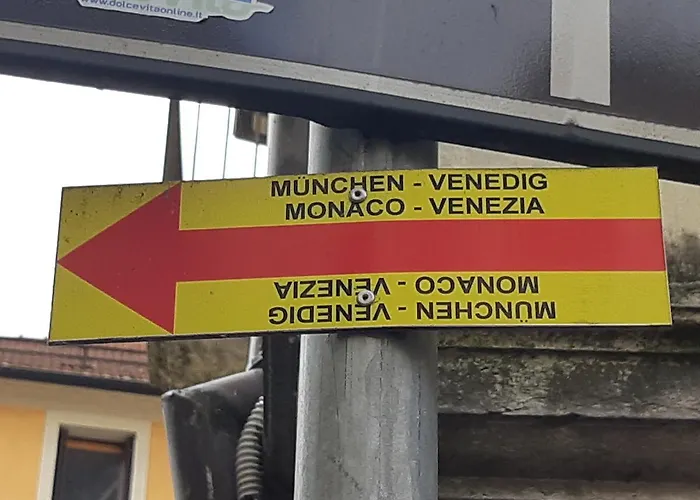 www.dolcevitaonline.it
MÜNCHEN - VENEDIG
MONACO - VENEZIA
MONACO - VENEZIA
MÜNCHEN - VENEDIG